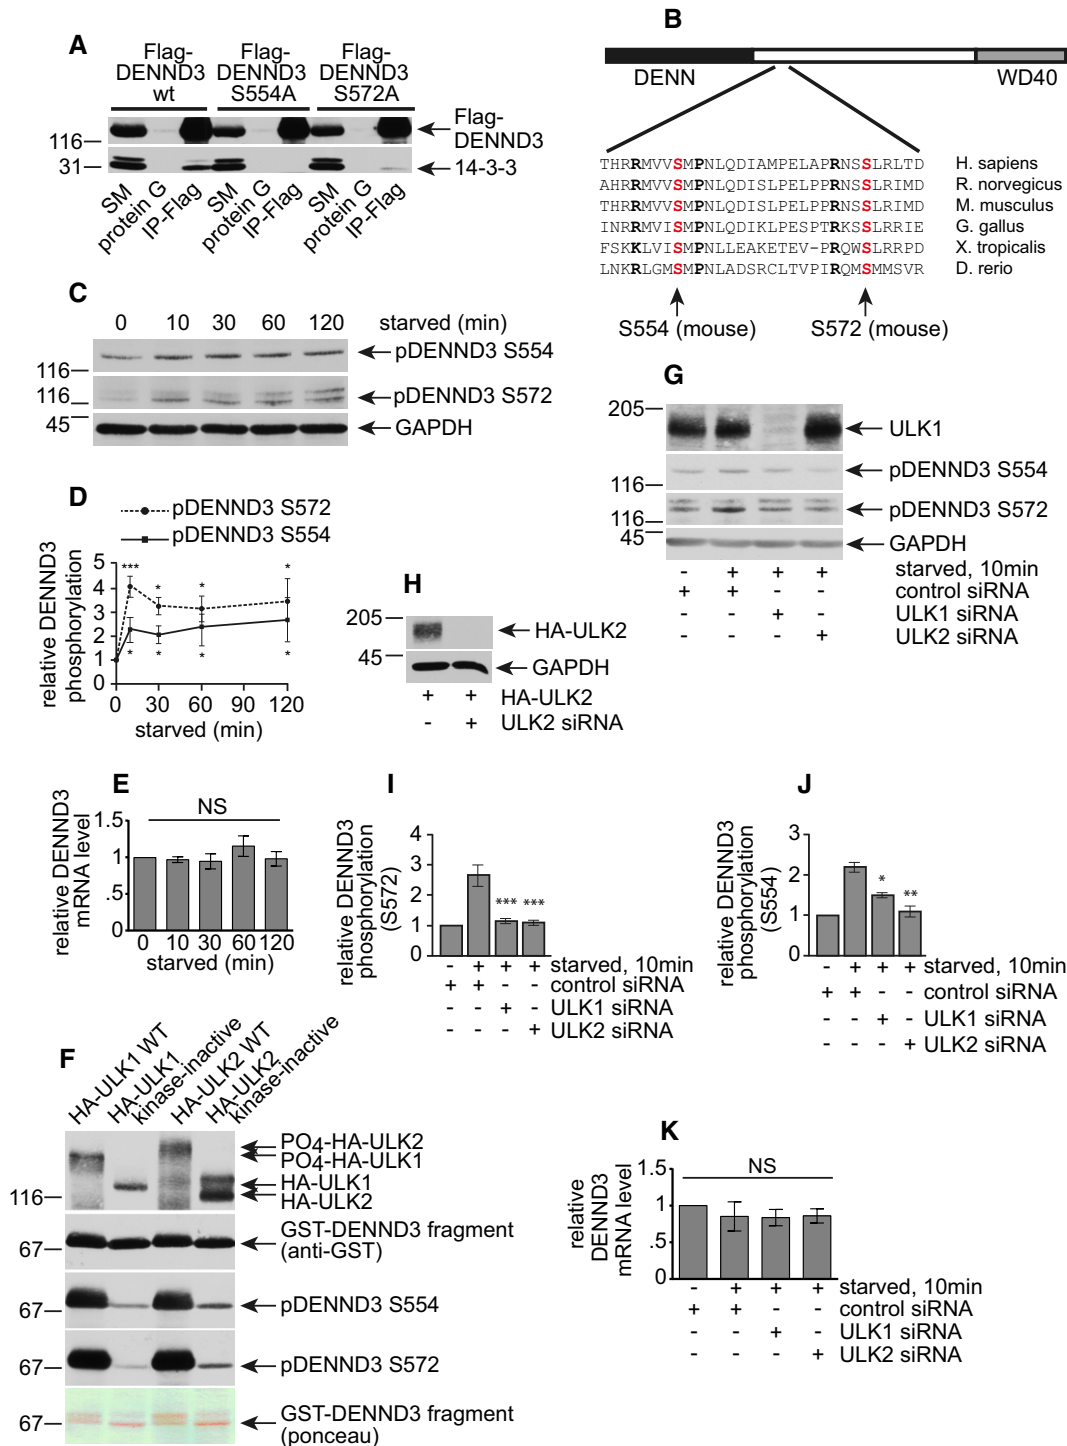 A
Flag-
DENND3
wt
Flag-
DENND3
S554A
Flag-
DENND3
S572A
116
Flag-
DENND3
31
14-3-3
SM
protein G
IP-Flag
SM
protein G
IP-Flag
SM
protein G
IP-Flag
B
DENN
WD40
THRRMVVSMPNLQDIAMPELAPRNSSLRLTD H. sapiens
AHRRMVVSMPNLQDISLPELPPRNSSLRIMD R. norvegicus
THRRMVVSMPNLQDISLPELPPRNSSLRIMD M. musculus
INRRMVISMPNLQDIKLPESPTRKSSLRRIE G. gallus
FSKKLVISMPNLLEAKETEV-PRQWSLRRPD X. tropicalis
LNKRLGMSMPNLADSRCLTVPIRQMSMMSVR D. rerio
S554 (mouse)
S572 (mouse)
C
0 10 30 60 120 starved (min)
pDENND3 S554
116
116
pDENND3 S572
45
GAPDH
D
pDENND3 S572
pDENND3 S554
relative DENND3
phosphorylation
5
4
3
2
1
0
***
*
*
*
*
*
*
*
0 30 60 90 120
starved (min)
E
relative DENND3
mRNA level
1.5
1
.5
0
NS
0 10 30 60 120
starved (min)
F
HA-ULK1 WT
HA-ULK1
kinase-inactive
HA-ULK2 WT
HA-ULK2
kinase-inactive
PO4-HA-ULK2
PO4-HA-ULK1
HA-ULK1
HA-ULK2
116
67
GST-DENND3 fragment
(anti-GST)
67
pDENND3 S554
67
pDENND3 S572
67
GST-DENND3 fragment
(ponceau)
G
205
ULK1
pDENND3 S554
116
pDENND3 S572
116
45
GAPDH
- + + + starved, 10min
+ + - - control siRNA
- - + - ULK1 siRNA
- - - + ULK2 siRNA
H
205
HA-ULK2
45
GAPDH
+ + HA-ULK2
- + ULK2 siRNA
I
relative DENND3
phosphorylation
(S572)
4
3
2
1
0
*** ***
- + + + starved, 10min
+ + - - control siRNA
- - + - ULK1 siRNA
- - - + ULK2 siRNA
J
relative DENND3
phosphorylation
(S554)
3
2
1
0
* **
- + + + starved, 10min
+ + - - control siRNA
- - + - ULK1 siRNA
- - - + ULK2 siRNA
K
relative
DENND3
mRNA level
1.5
1
.5
0
NS
- + + + starved, 10min
+ + - - control siRNA
- - + - ULK1 siRNA
- - - + ULK2 siRNA